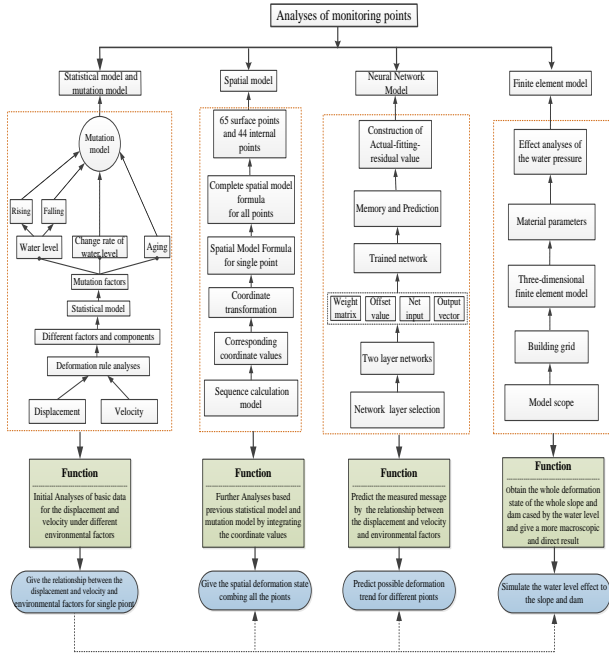 Analyses of monitoring points
Statistical model and
mutation model
Spatial model
Neural Network
Model
Finite element model
Mutation
model
Rising
Falling
Water level
Change rate of
water level
Aging
Mutation factors
Statistical model
Different factors and components
Deformation rule analyses
Displacement
Velocity
65 surface points
and 44 internal
points
Complete spatial model
formula
for all points
Spatial Model Formula
for single point
Coordinate
transformation
Corresponding
coordinate values
Sequence calculation
model
Construction of
Actual-fitting-
residual value
Memory and Prediction
Trained network
Weight
matrix
Offset
value
Net
input
Output
vector
Two layer networks
Network layer selection
Effect analyses of
the water pressure
Material parameters
Three-dimensional
finite element model
Building grid
Model scope
Function
Initial Analyses of basic data
for the displacement and
velocity under different
environmental factors
Function
Further Analyses based
previous statistical model and
mutation model by integrating
the coordinate values
Function
Predict the measured message
by the relationship between
the displacement and velocity
and environmental factors
Function
Obtain the whole deformation
state of the whole slope and
dam cased by the water level
and give a more macroscopic
and direct result
Give the relationship between the
displacement and velocity and
environmental factors for single piont
Give the spatial deformation state
combing all the pionts
Predict possible deformation
trend for different pionts
Simulate the water level effect to
the slope and dam